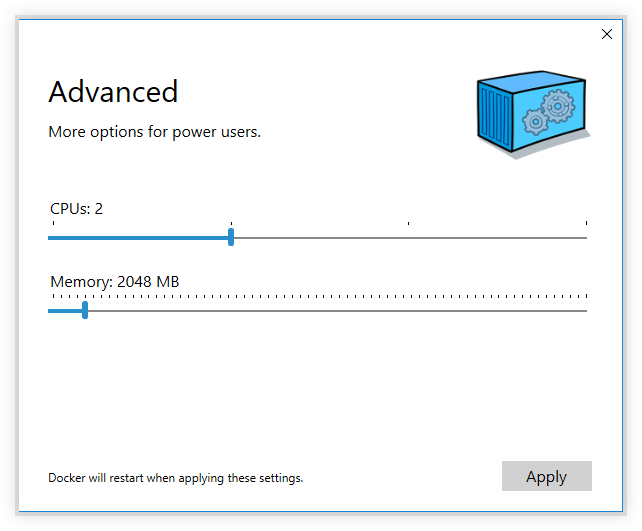 Advanced
More options for power users.
CPUs: 2
Memory: 2048 MB
Docker will restart when applying these settings.
Apply